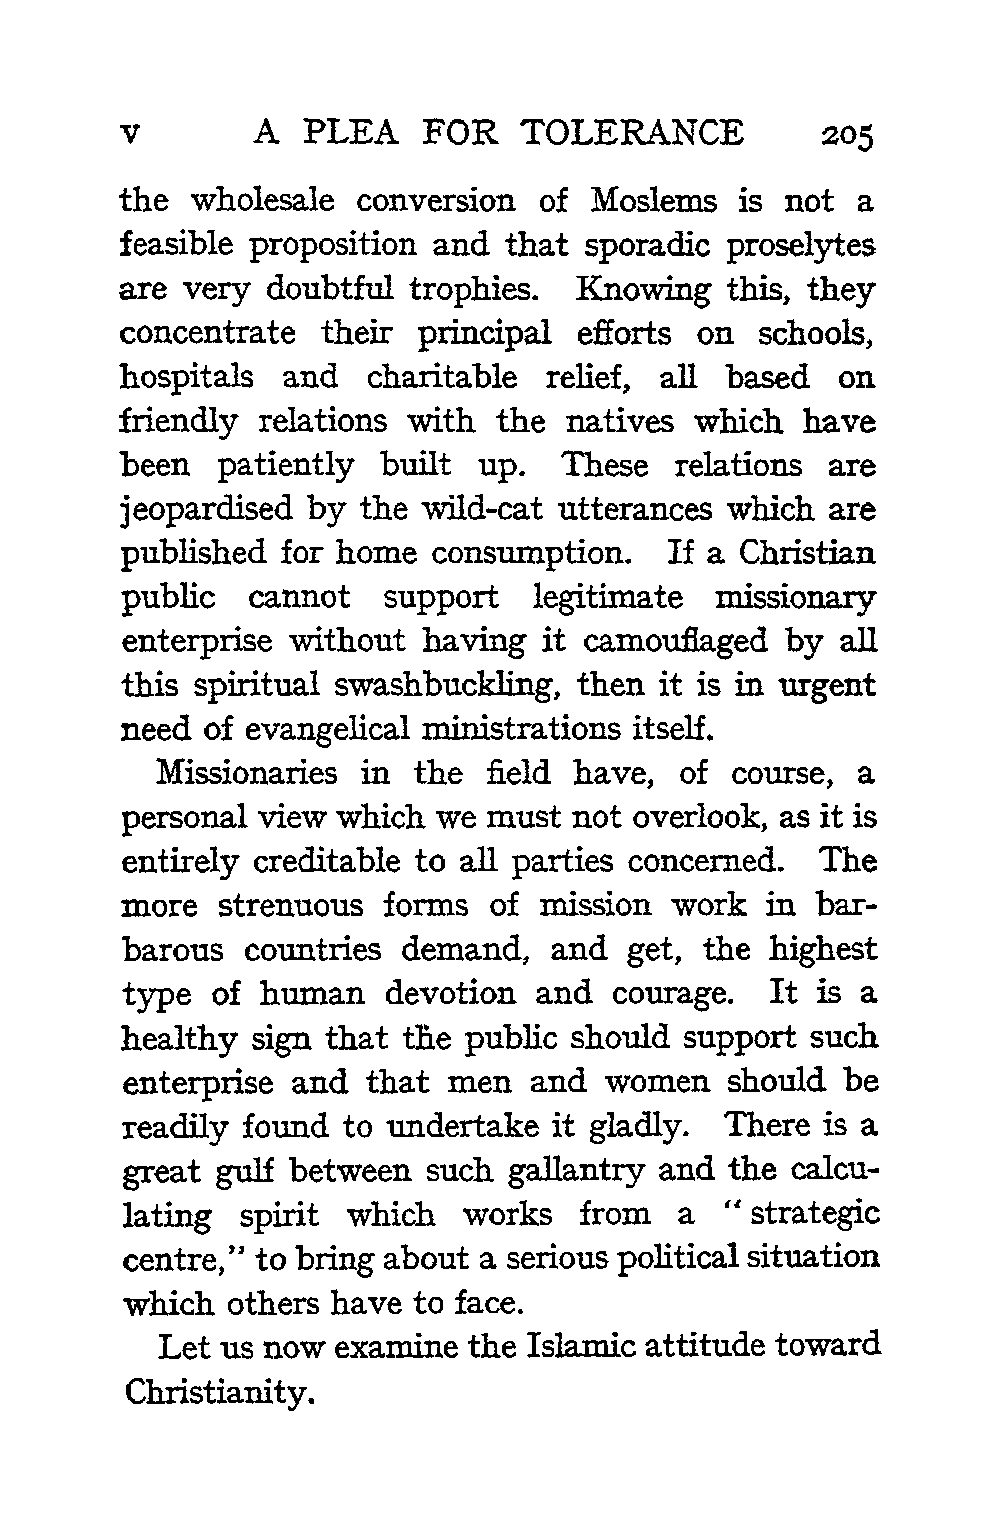 v A PLEA FOR TOLERANCE 205
the wholesale conversion of Moslems is not a
feasible proposition and that sporadic proselytes
are very doubtful trophies. Knowing this, they
concentrate their principal efforts on schools,
hospitals and charitable relief, all based on
friendly relations with the natives which have
been patiently built up. These relations are
jeopardised by the wild-cat utterances which are
published for home consumption. If a Christian
public cannot support legitimate missionary
enterprise without having it camouflaged by all
this spiritual swashbuckling, then it is in urgent
need of evangelical ministrations itself.
Missionaries in the field have, of course, a
personal view which we must not overlook, as it is
entirely creditable to all parties concerned. The
more strenuous forms of mission work in bar-
barous countries demand, and get, the highest
type of human devotion and courage. It is a
healthy sign that the public should support such
enterprise and that men and women should be
readily found to undertake it gladly. There is a
great gulf between such gallantry and the calcu-
lating spirit which works from a “ strategic
centre,” to bring about a serious political situation
which others have to face.
Let us now examine the Islamic attitude toward
Christianity.